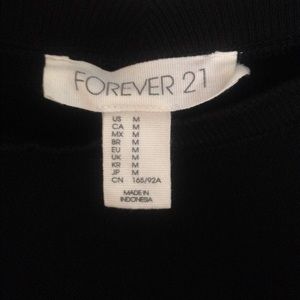 FOREVER 21
US M
CA M
MX M
BR M
EU M
UK M
KR M
JP M
CN 165/92A
MADE IN
INDONESIA